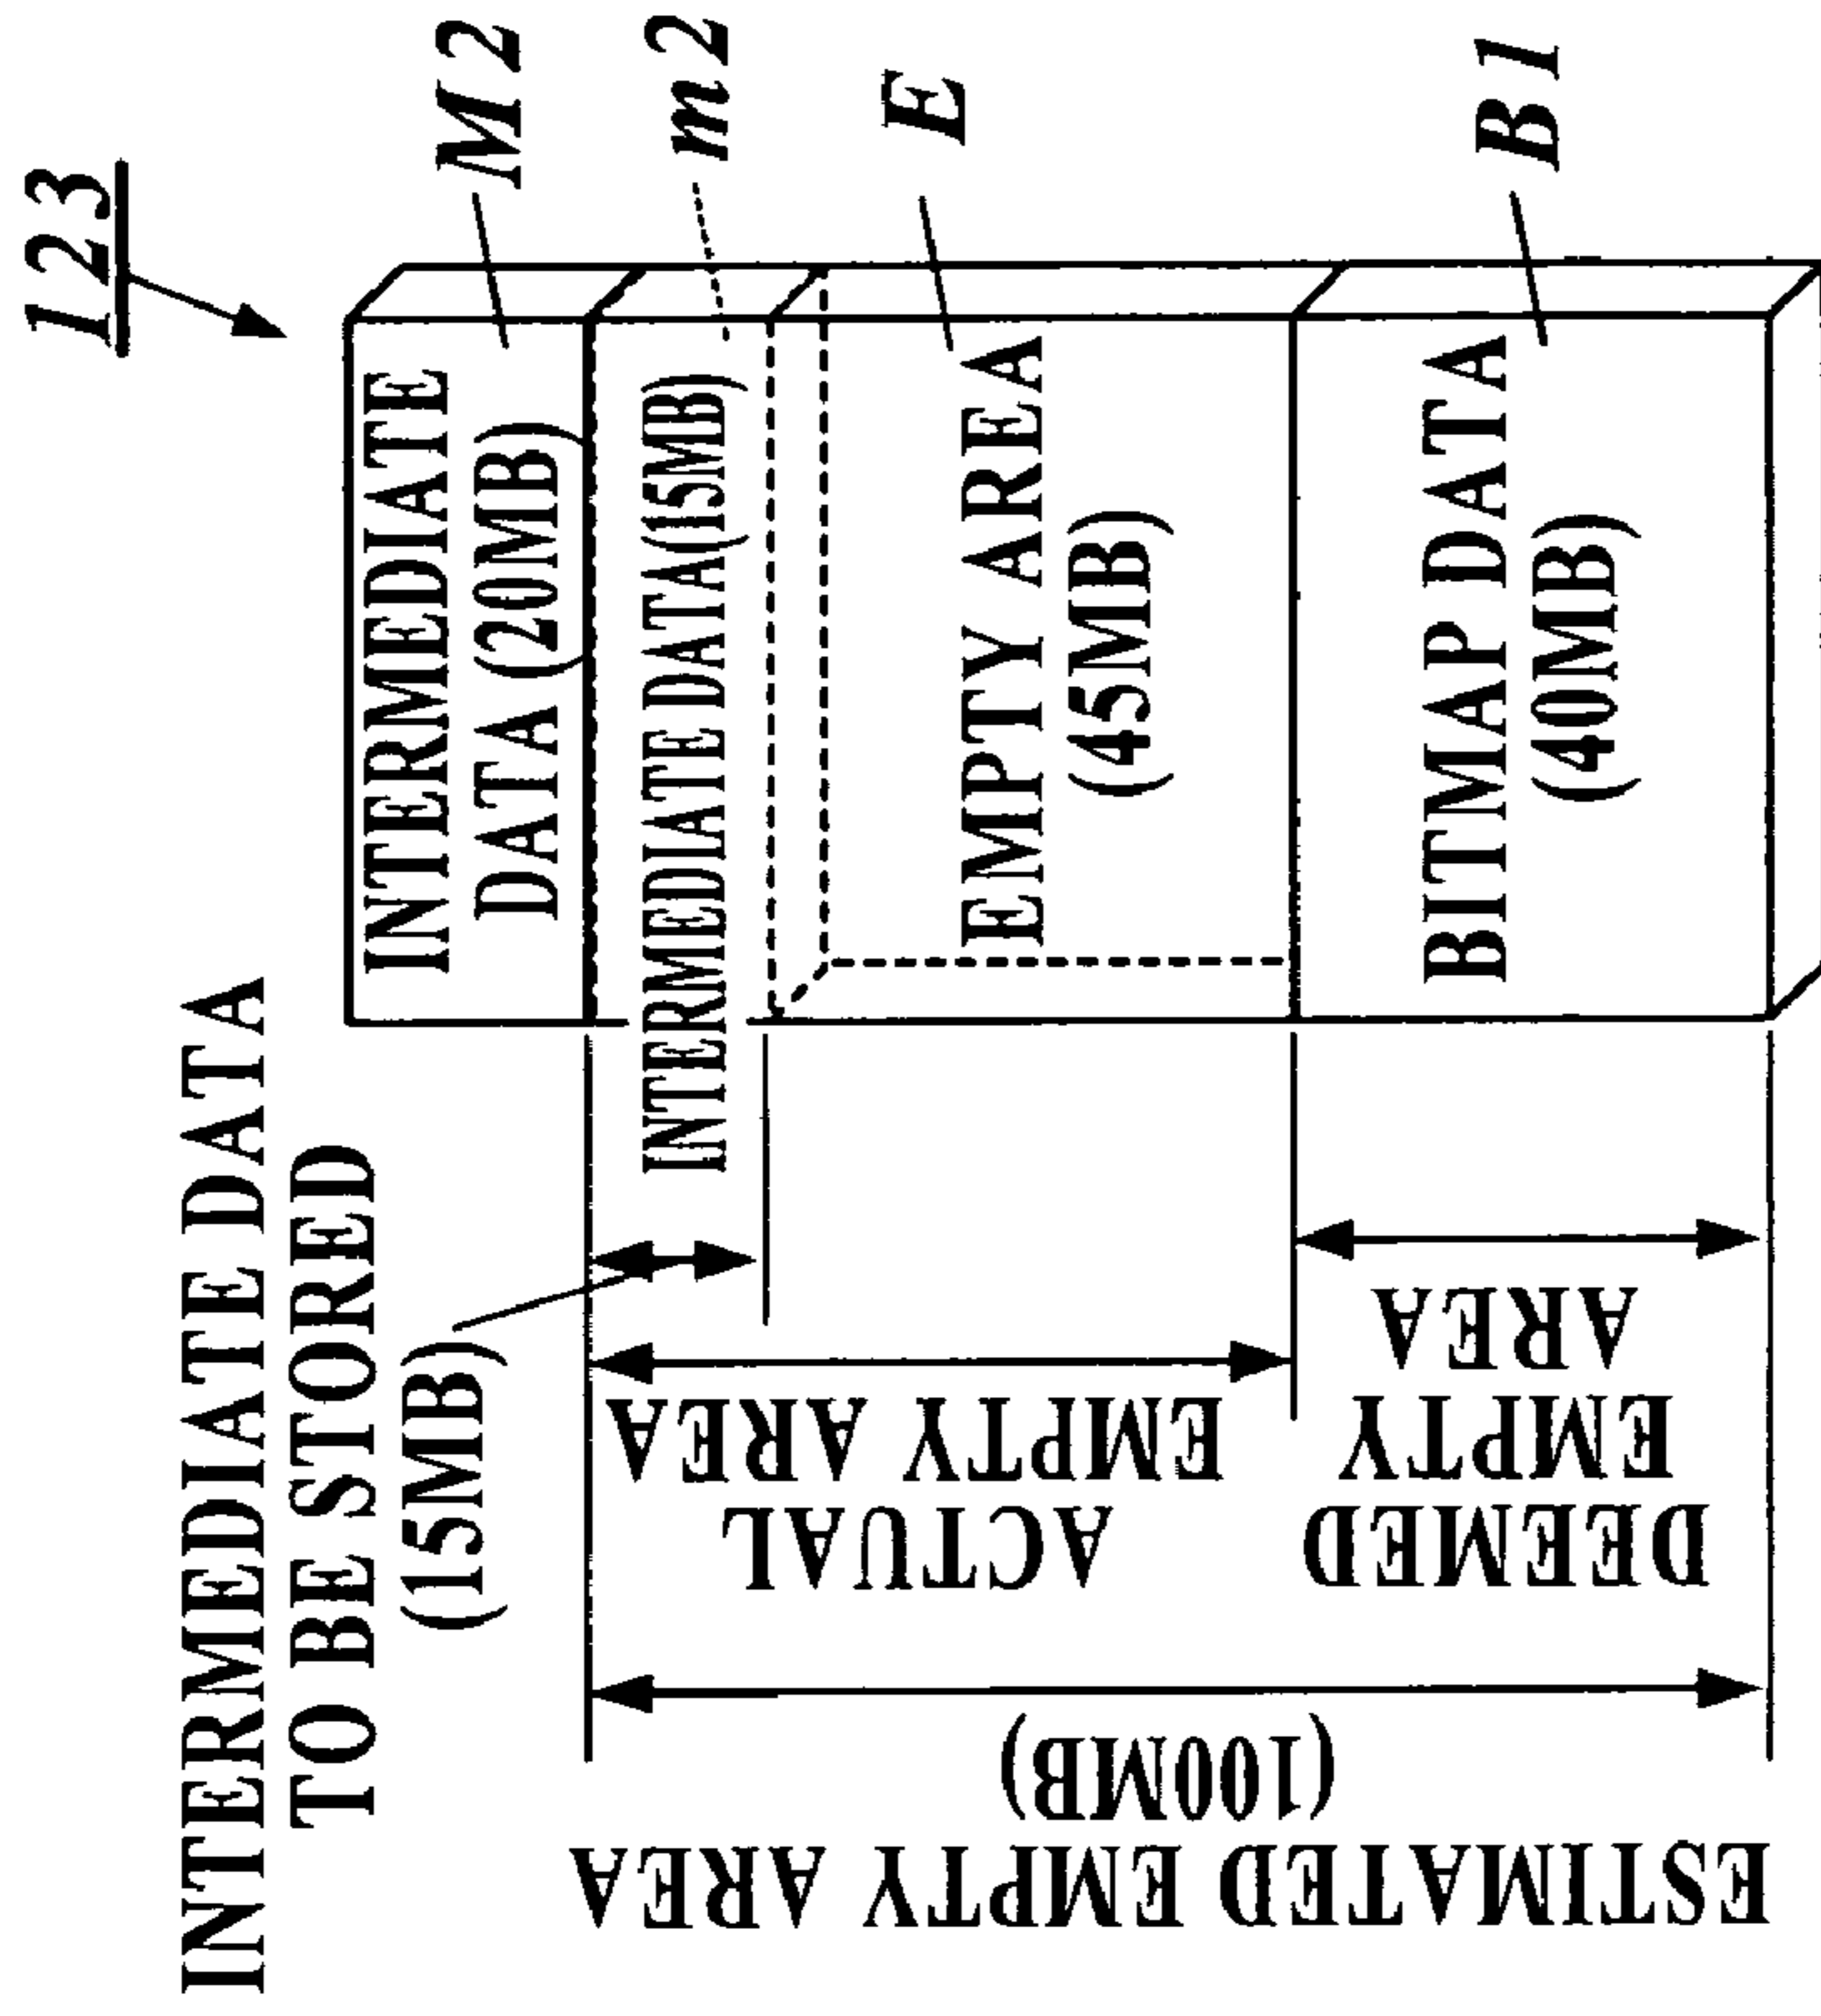 123
INTERMEDIATE DATA
TO BE STORED
(15MB)
INTERMEDIATE
DATA (20MB)
M2
INTERMEDIATE DATA(15MB)
m2
EMPTY AREA
(45MB)
E
BITMAP DATA
(40MB)
B1
ACTUAL
EMPTY AREA
DEEMED
EMPTY
AREA
ESTIMATED EMPTY AREA
(100MB)